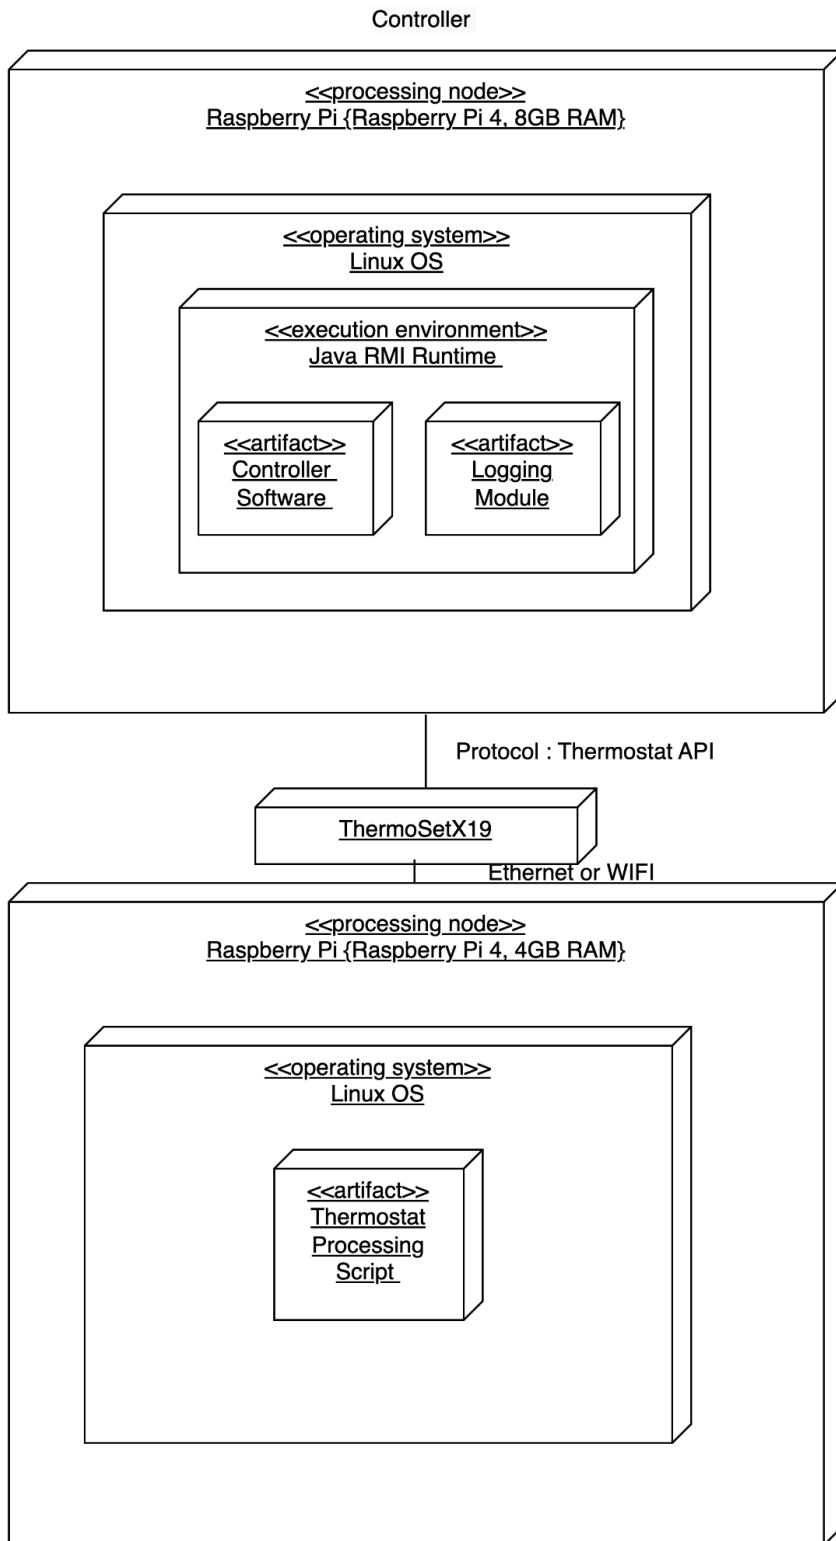 Controller
<<processing node>>
Raspberry Pi {Raspberry Pi 4, 8GB RAM}
<<operating system>>
Linux OS
<<execution environment>>
Java RMI Runtime
<<artifact>>
Controller
Software
<<artifact>>
Logging
Module
Protocol : Thermostat API
ThermoSetX19
Ethernet or WIFI
<<processing node>>
Raspberry Pi {Raspberry Pi 4, 4GB RAM}
<<operating system>>
Linux OS
<<artifact>>
Thermostat
Processing
Script